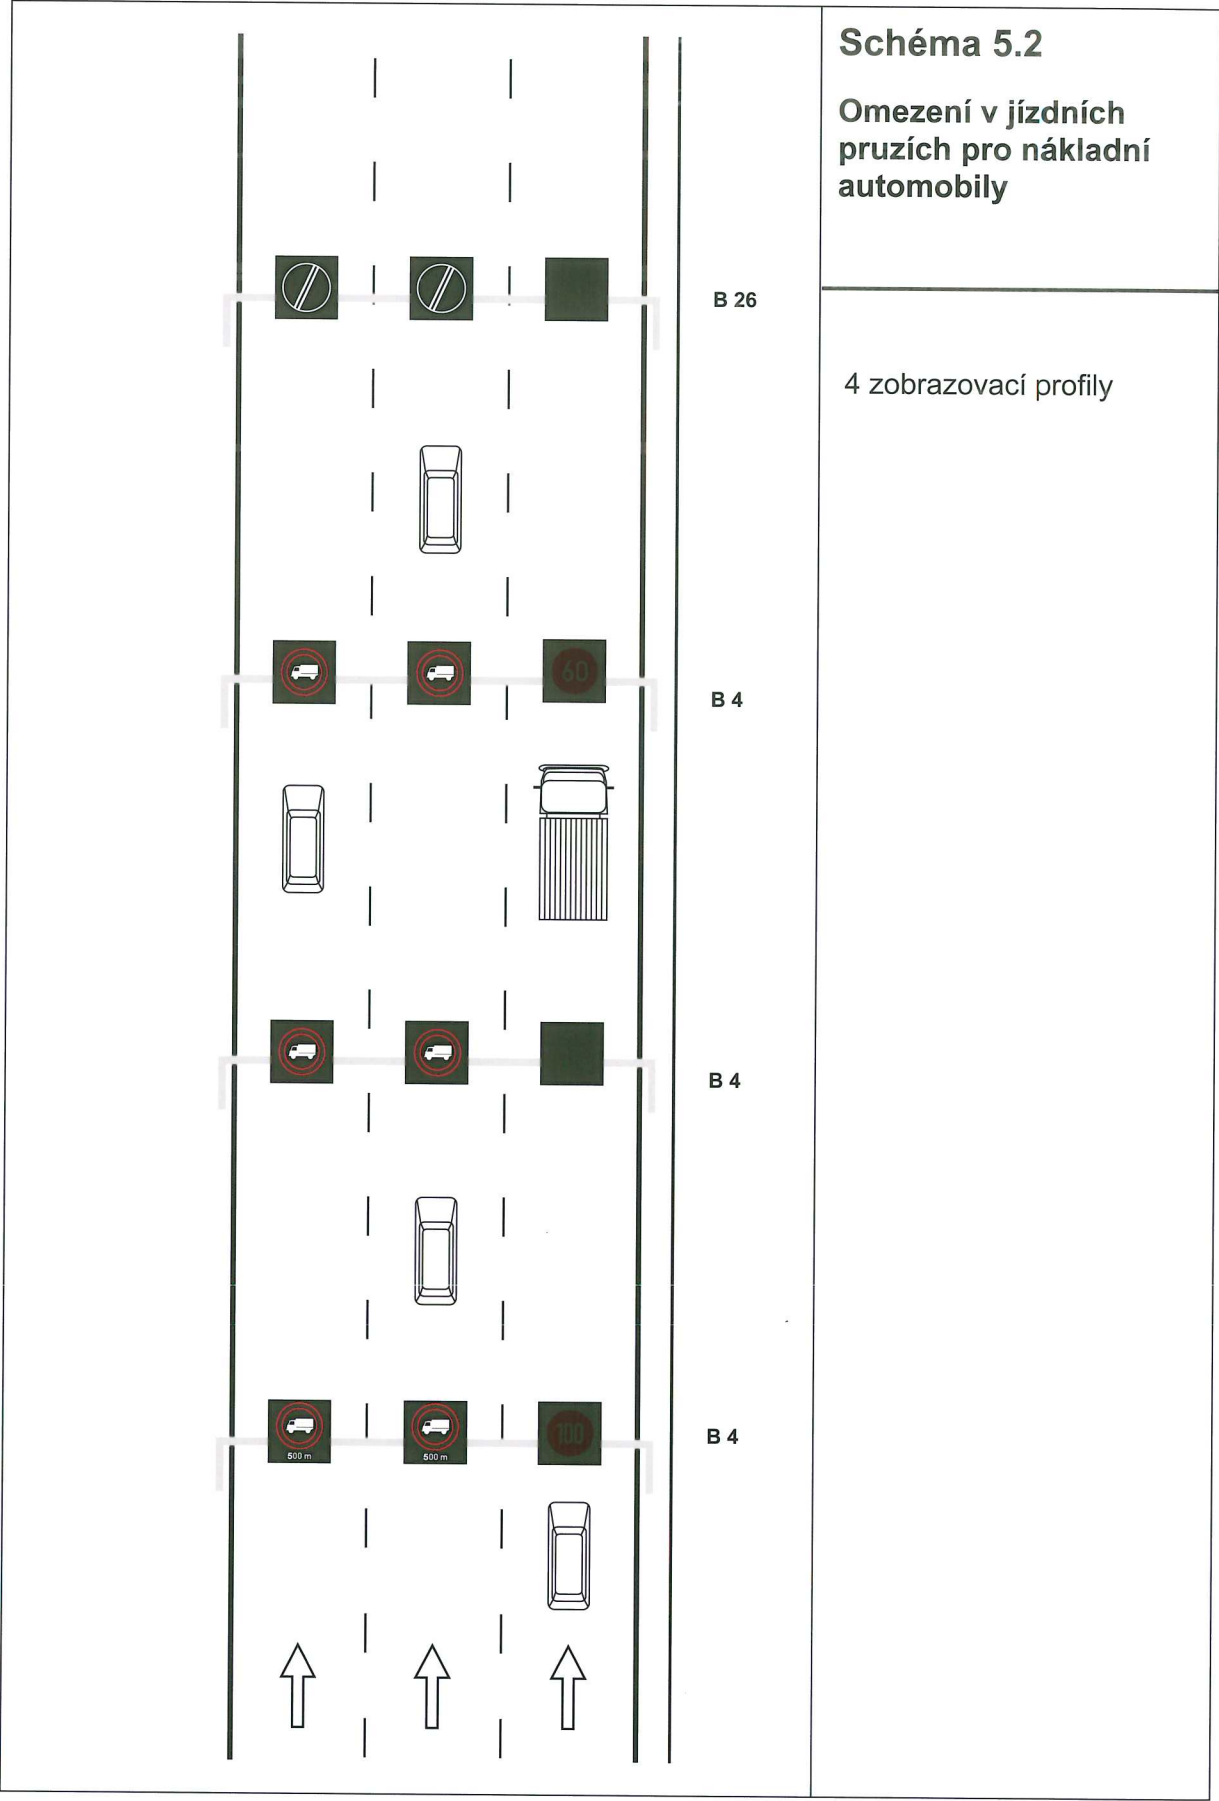 Schéma 5.2
Omezení v jízdních
pruzích pro nákladní
automobily
4 zobrazovací profily
B 26
60
B 4
B 4
500 m
500 m
100
B 4